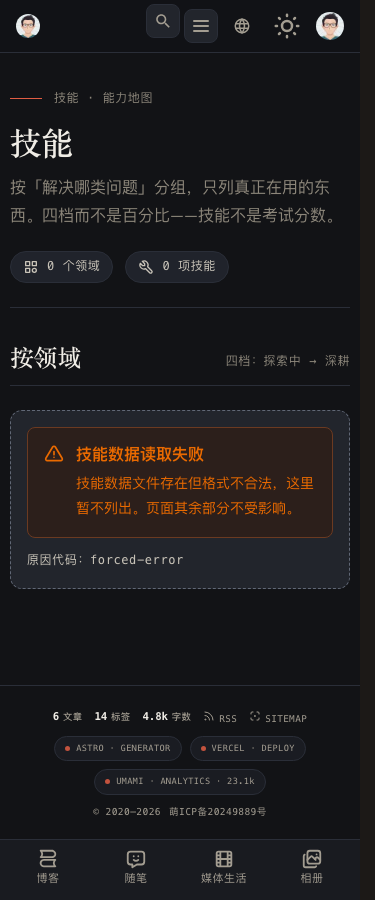 技能 · 能力地图
技能
按「解决哪类问题」分组，只列真正在用的东
西。四档而不是百分比——技能不是考试分数。
0 个领域 0 项技能
按领域 四档：探索中 → 深耕
技能数据读取失败
技能数据文件存在但格式不合法，这里
暂不列出。页面其余部分不受影响。
原因代码：forced-error
6 文章 14 标签 4.8k 字数 RSS SITEMAP
ASTRO · GENERATOR VERCEL · DEPLOY
UMAMI · ANALYTICS · 23.1k
© 2020—2026 萌ICP备20249889号
博客 随笔 媒体生活 相册